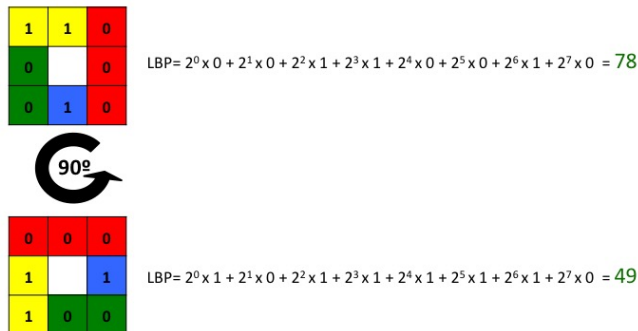 1 1 0
0 0
LBP= 2⁰ x 0 + 2¹ x 0 + 2² x 1 + 2³ x 1 + 2⁴ x 0 + 2⁵ x 0 + 2⁶ x 1 + 2⁷ x 0 = 78
0 1 0
90º
0 0 0
1 1
LBP= 2⁰ x 1 + 2¹ x 0 + 2² x 1 + 2³ x 1 + 2⁴ x 1 + 2⁵ x 1 + 2⁶ x 1 + 2⁷ x 0 = 49
1 0 0